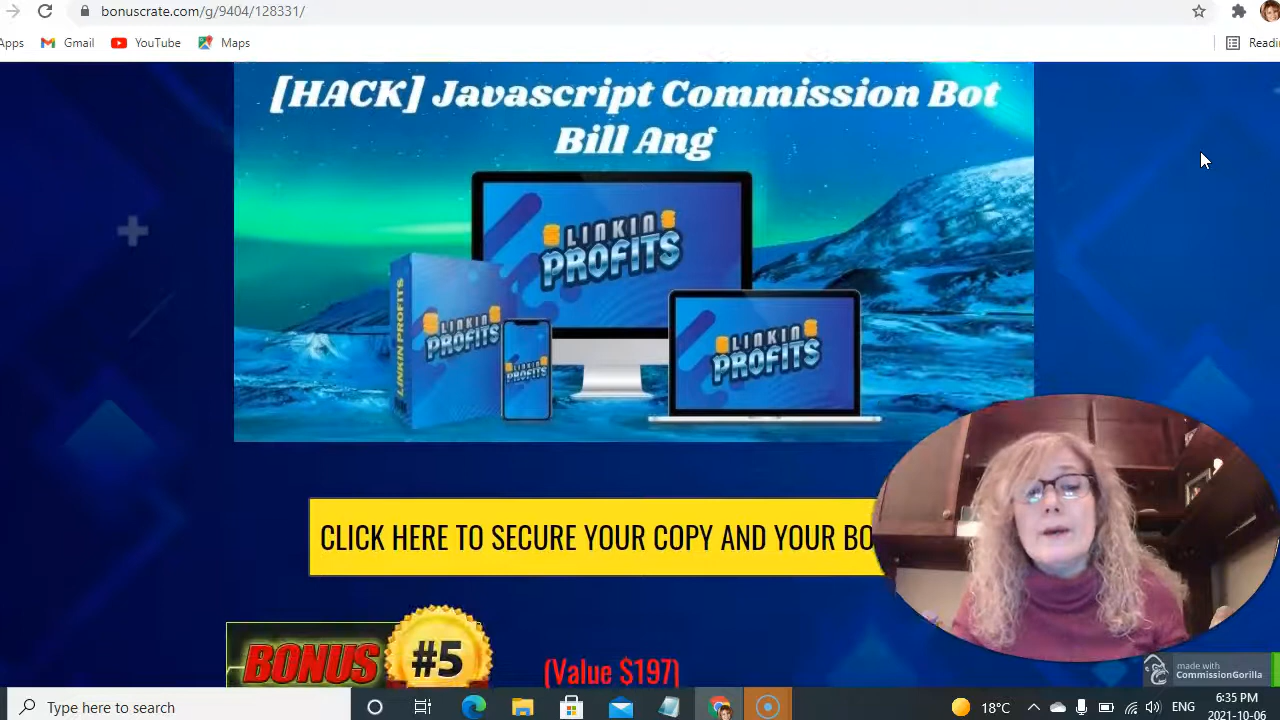 bonuscrate.com/g/9404/128331/
Apps
Gmail
YouTube
Maps
Readi
[HACK] Javascript Commission Bot
Bill Ang
LINKIN
PROFITS
LINKIN PROFITS
LINKIN
PROFITS
LINKIN
PROFITS
LINKIN
PROFITS
CLICK HERE TO SECURE YOUR COPY AND YOUR BO
BONUS
#5
(Value $197)
made with
CommissionGorilla
Type here to search
18°C
ENG
6:35 PM
2021-10-06